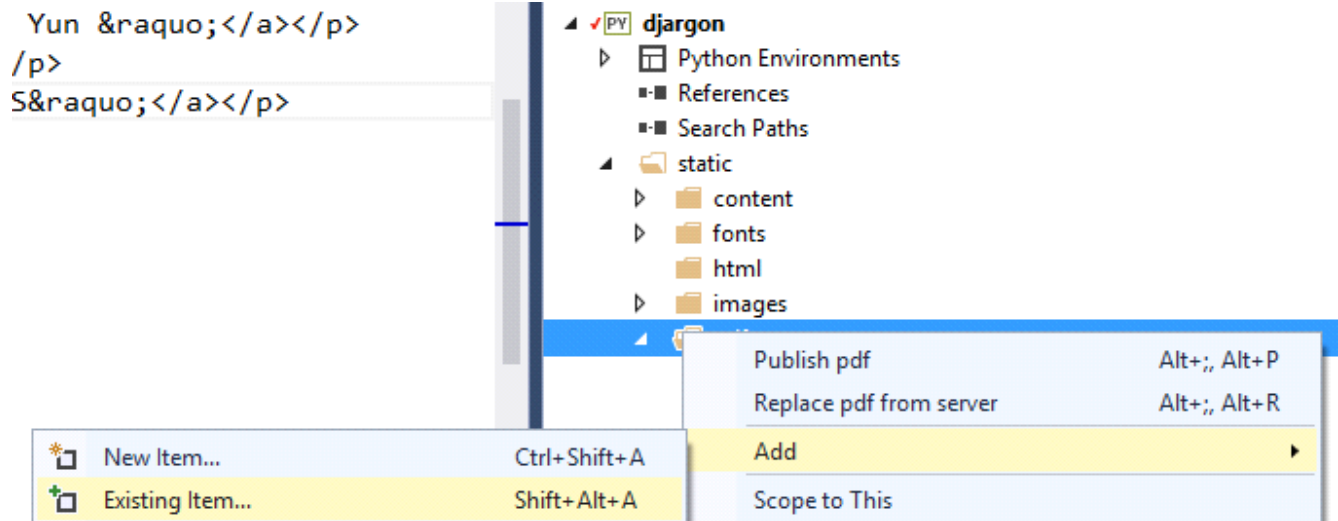 Yun &raquo;</a></p>
/p>
S&raquo;</a></p>
PY djargon
Python Environments
References
Search Paths
static
content
fonts
html
images
Publish pdf Alt+;, Alt+P
Replace pdf from server Alt+;, Alt+R
Add
Scope to This
New Item... Ctrl+Shift+A
Existing Item... Shift+Alt+A